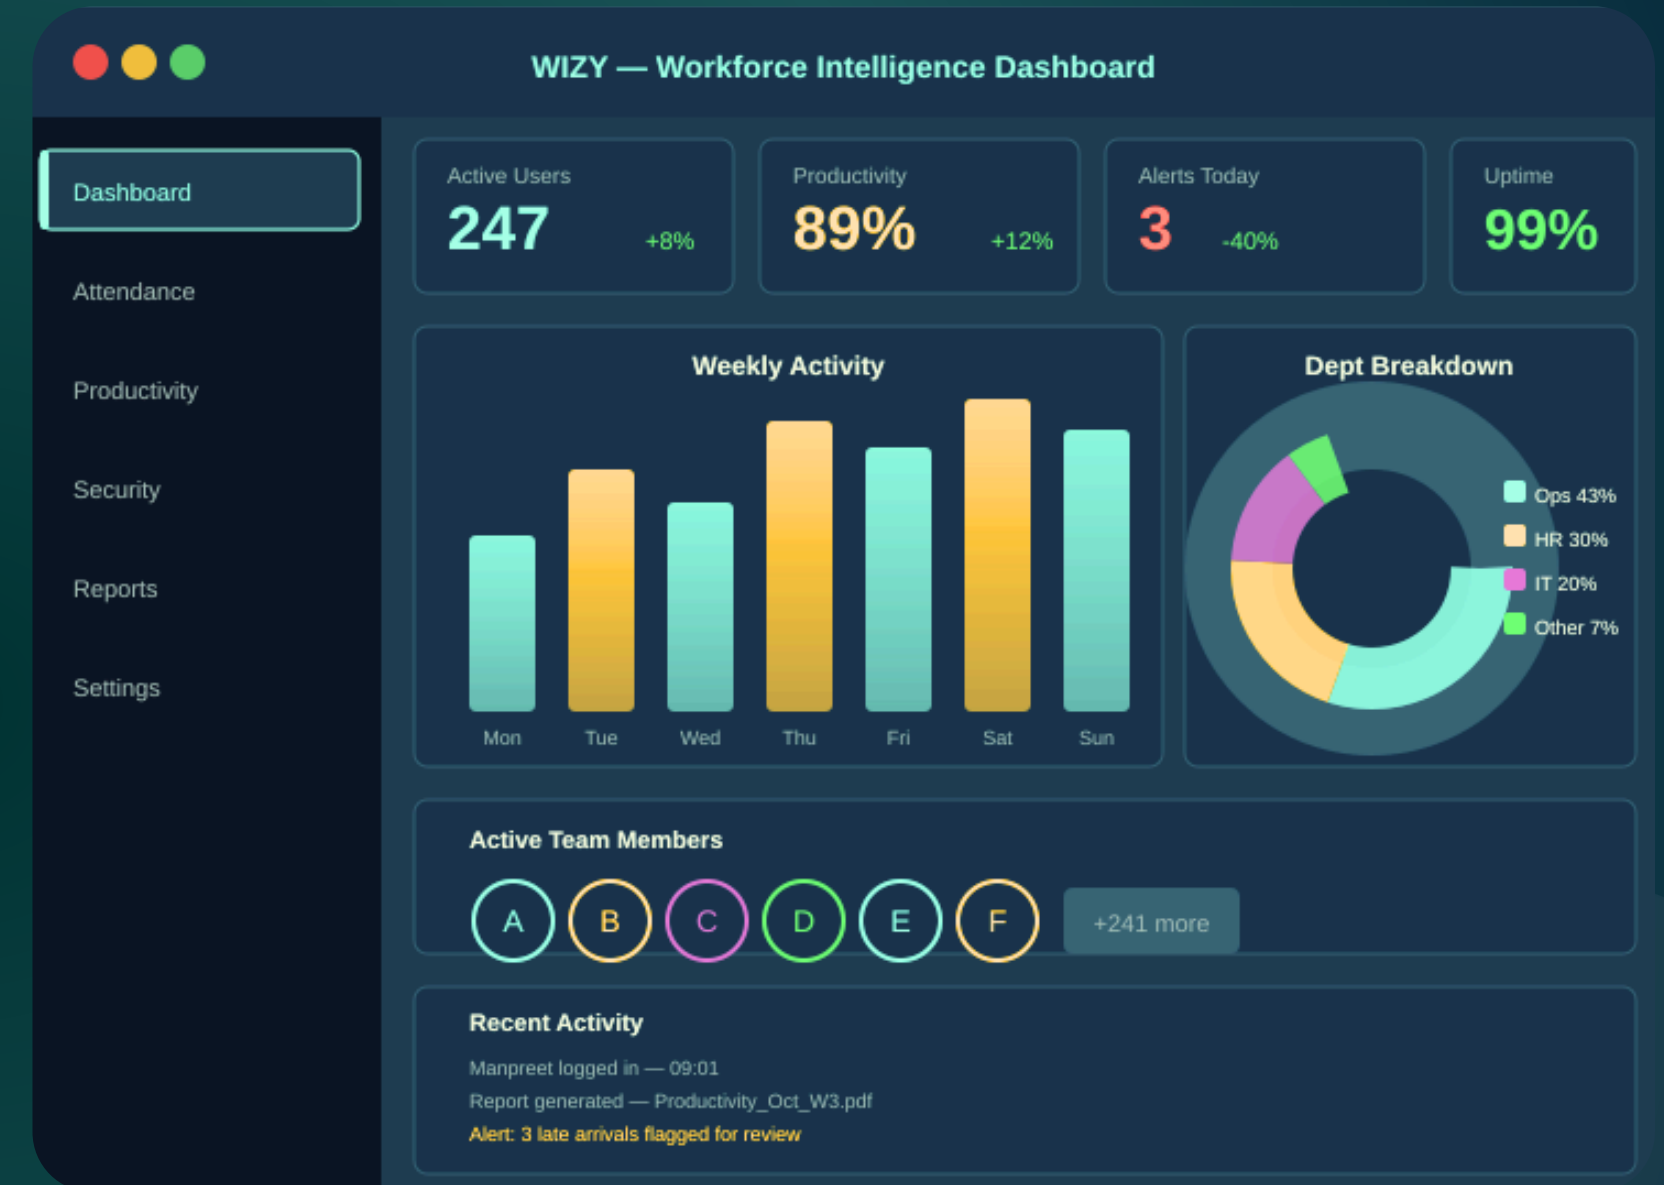 WIZY — Workforce Intelligence Dashboard
Dashboard
Attendance
Productivity
Security
Reports
Settings
Active Users
247
+8%
Productivity
89%
+12%
Alerts Today
3
-40%
Uptime
99%
Weekly Activity
Mon
Tue
Wed
Thu
Fri
Sat
Sun
Dept Breakdown
Ops 43%
HR 30%
IT 20%
Other 7%
Active Team Members
A
B
C
D
E
F
+241 more
Recent Activity
Manpreet logged in — 09:01
Report generated — Productivity_Oct_W3.pdf
Alert: 3 late arrivals flagged for review